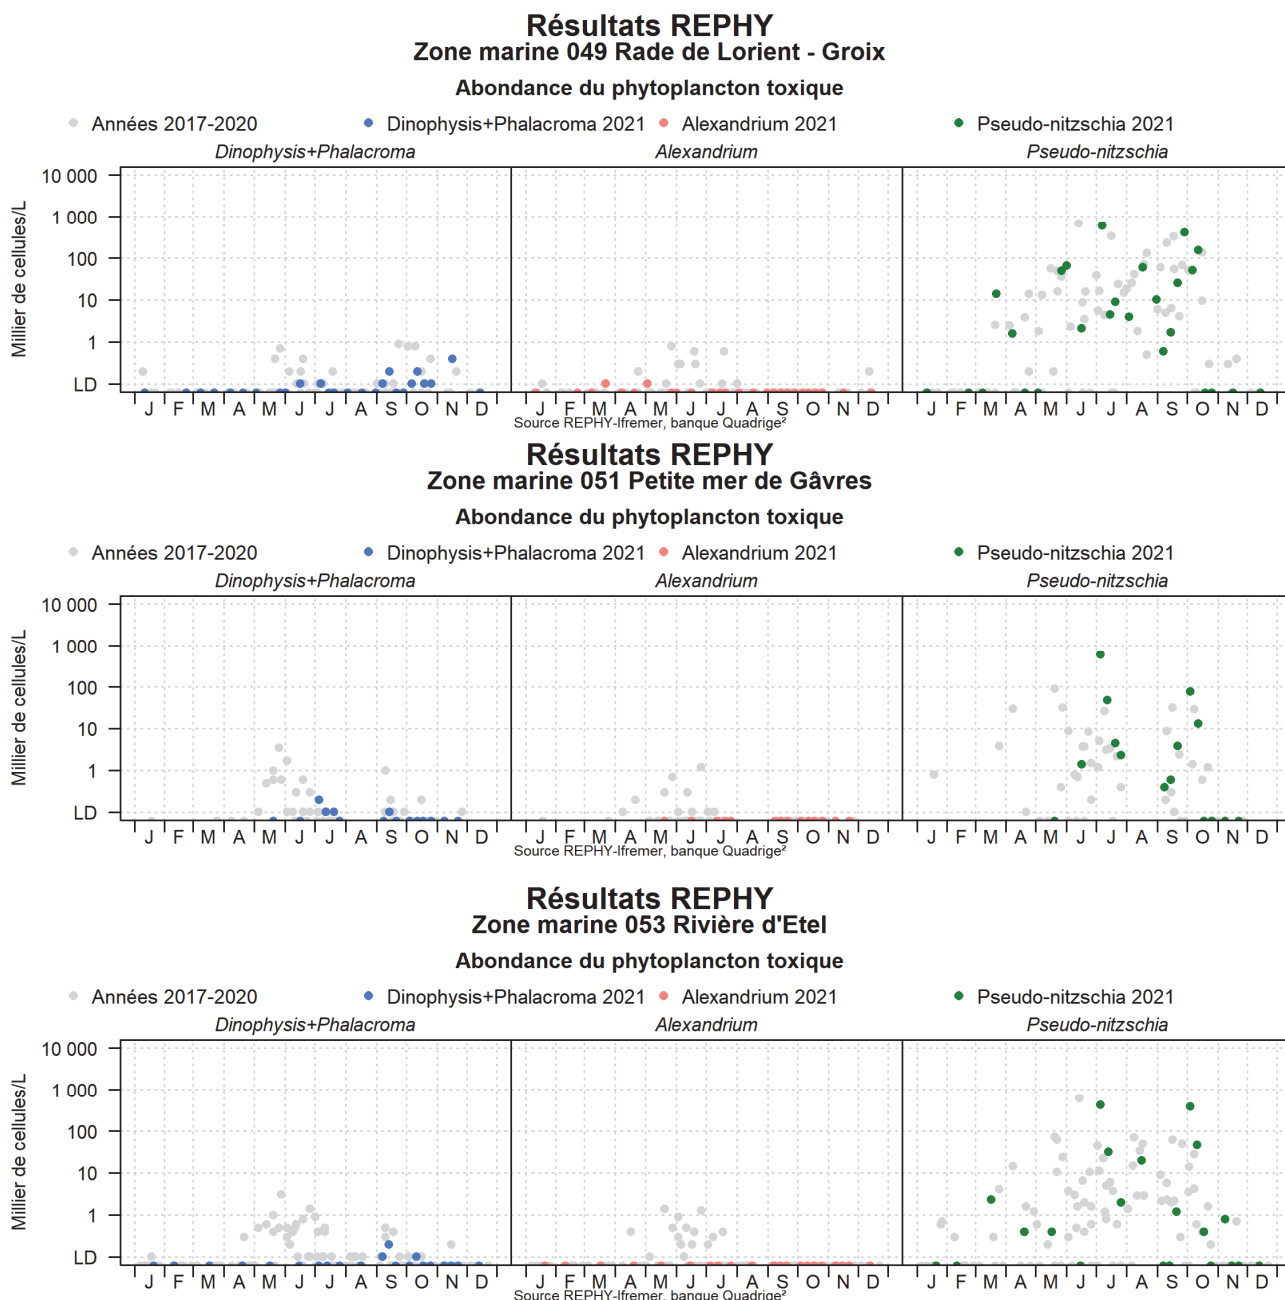 Résultats REPHY
Zone marine 049 Rade de Lorient - Groix
Abondance du phytoplancton toxique
Années 2017-2020 Dinophysis+Phalacroma 2021 Alexandrium 2021 Pseudo-nitzschia 2021
Dinophysis+Phalacroma Alexandrium Pseudo-nitzschia
Millier de cellules/L
10 000
1 000
100
10
1
LD
J F M A M J J A S O N D J F M A M J J A S O N D J F M A M J J A S O N D
Source REPHY-Ifremer, banque Quadrige²
Résultats REPHY
Zone marine 051 Petite mer de Gâvres
Abondance du phytoplancton toxique
Années 2017-2020 Dinophysis+Phalacroma 2021 Alexandrium 2021 Pseudo-nitzschia 2021
Dinophysis+Phalacroma Alexandrium Pseudo-nitzschia
Millier de cellules/L
10 000
1 000
100
10
1
LD
J F M A M J J A S O N D J F M A M J J A S O N D J F M A M J J A S O N D
Source REPHY-Ifremer, banque Quadrige²
Résultats REPHY
Zone marine 053 Rivière d'Etel
Abondance du phytoplancton toxique
Années 2017-2020 Dinophysis+Phalacroma 2021 Alexandrium 2021 Pseudo-nitzschia 2021
Dinophysis+Phalacroma Alexandrium Pseudo-nitzschia
Millier de cellules/L
10 000
1 000
100
10
1
LD
J F M A M J J A S O N D J F M A M J J A S O N D J F M A M J J A S O N D
Source REPHY-Ifremer, banque Quadrige²